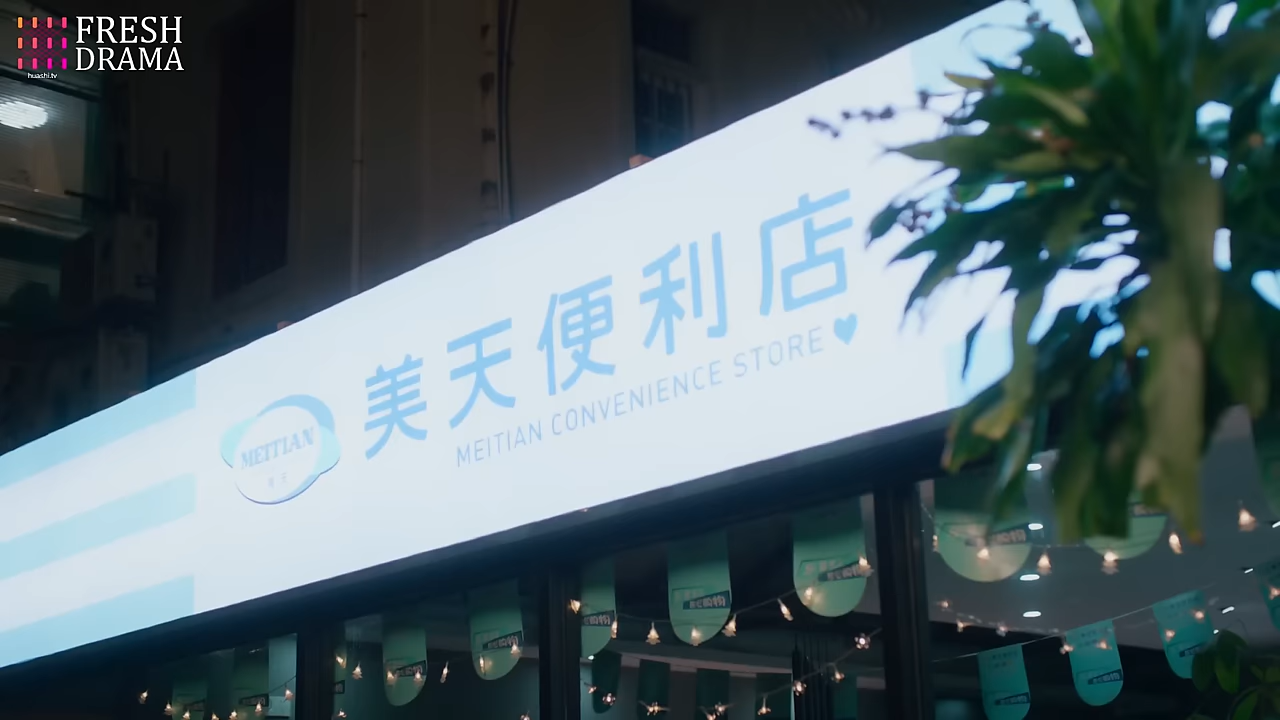 FRESH
DRAMA
huashi.tv
美天便利店
MEITIAN CONVENIENCE STORE
MEITIAN
美天